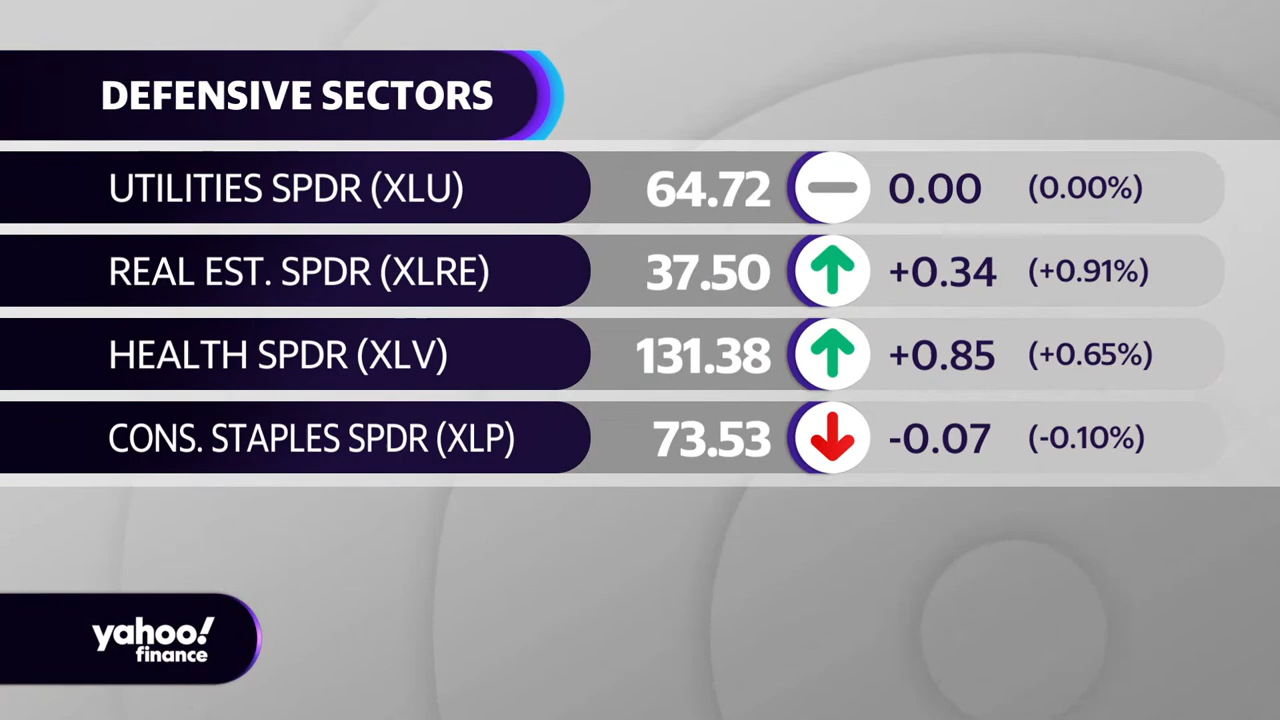 DEFENSIVE SECTORS
UTILITIES SPDR (XLU) 64.72 0.00 (0.00%)
REAL EST. SPDR (XLRE) 37.50 +0.34 (+0.91%)
HEALTH SPDR (XLV) 131.38 +0.85 (+0.65%)
CONS. STAPLES SPDR (XLP) 73.53 -0.07 (-0.10%)
yahoo!
finance